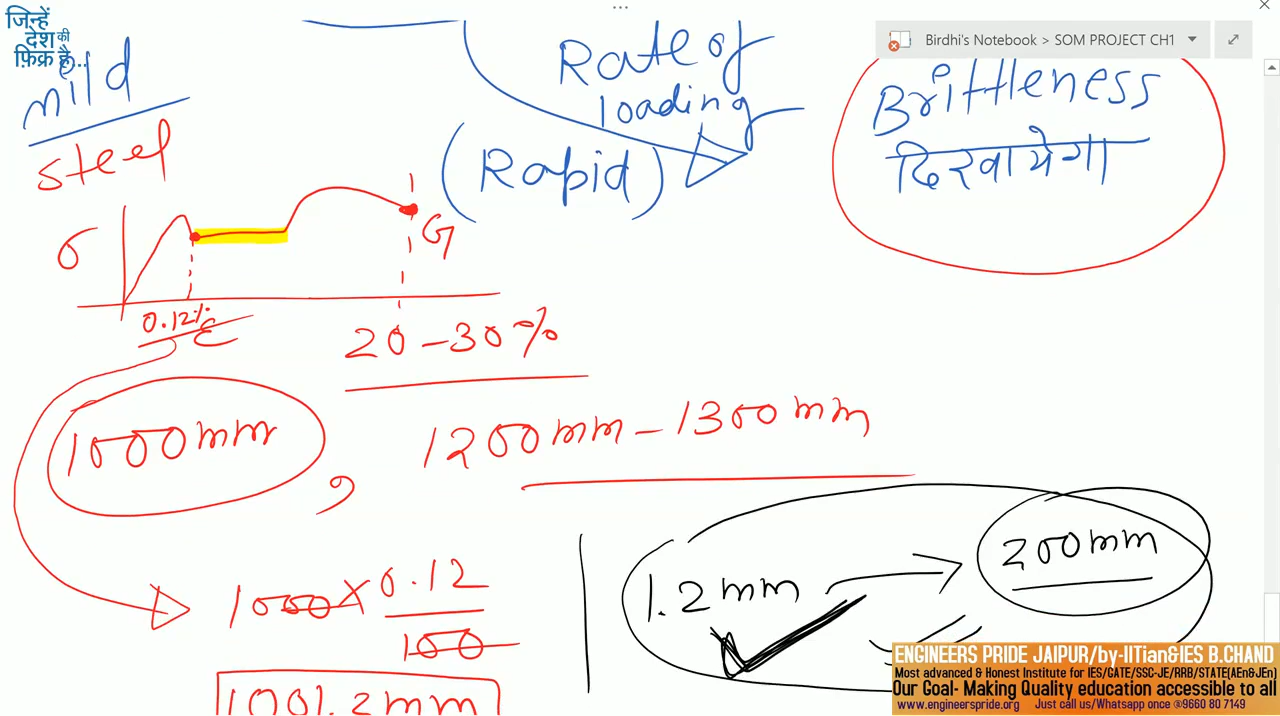 जिन्हें
देश की
फ़िक्र है...
mild
steel
Rate of
loading
(Rapid)
Birdhi's Notebook > SOM PROJECT CH1
Brittleness
दिखायेगा
σ
G
0.12%
ε
20-30%
1000mm
,
1200mm-1300mm
1000 x 0.12
100
1001.2mm
1.2mm
200mm
ENGINEERS PRIDE JAIPUR/by-IITian&IES B.CHAND
Most advanced & Honest Institute for IES/GATE/SSC-JE/RRB/STATE(AEn&JEn)
Our Goal- Making Quality education accessible to all
www.engineerspride.org Just call us/Whatsapp once @9660 80 7149